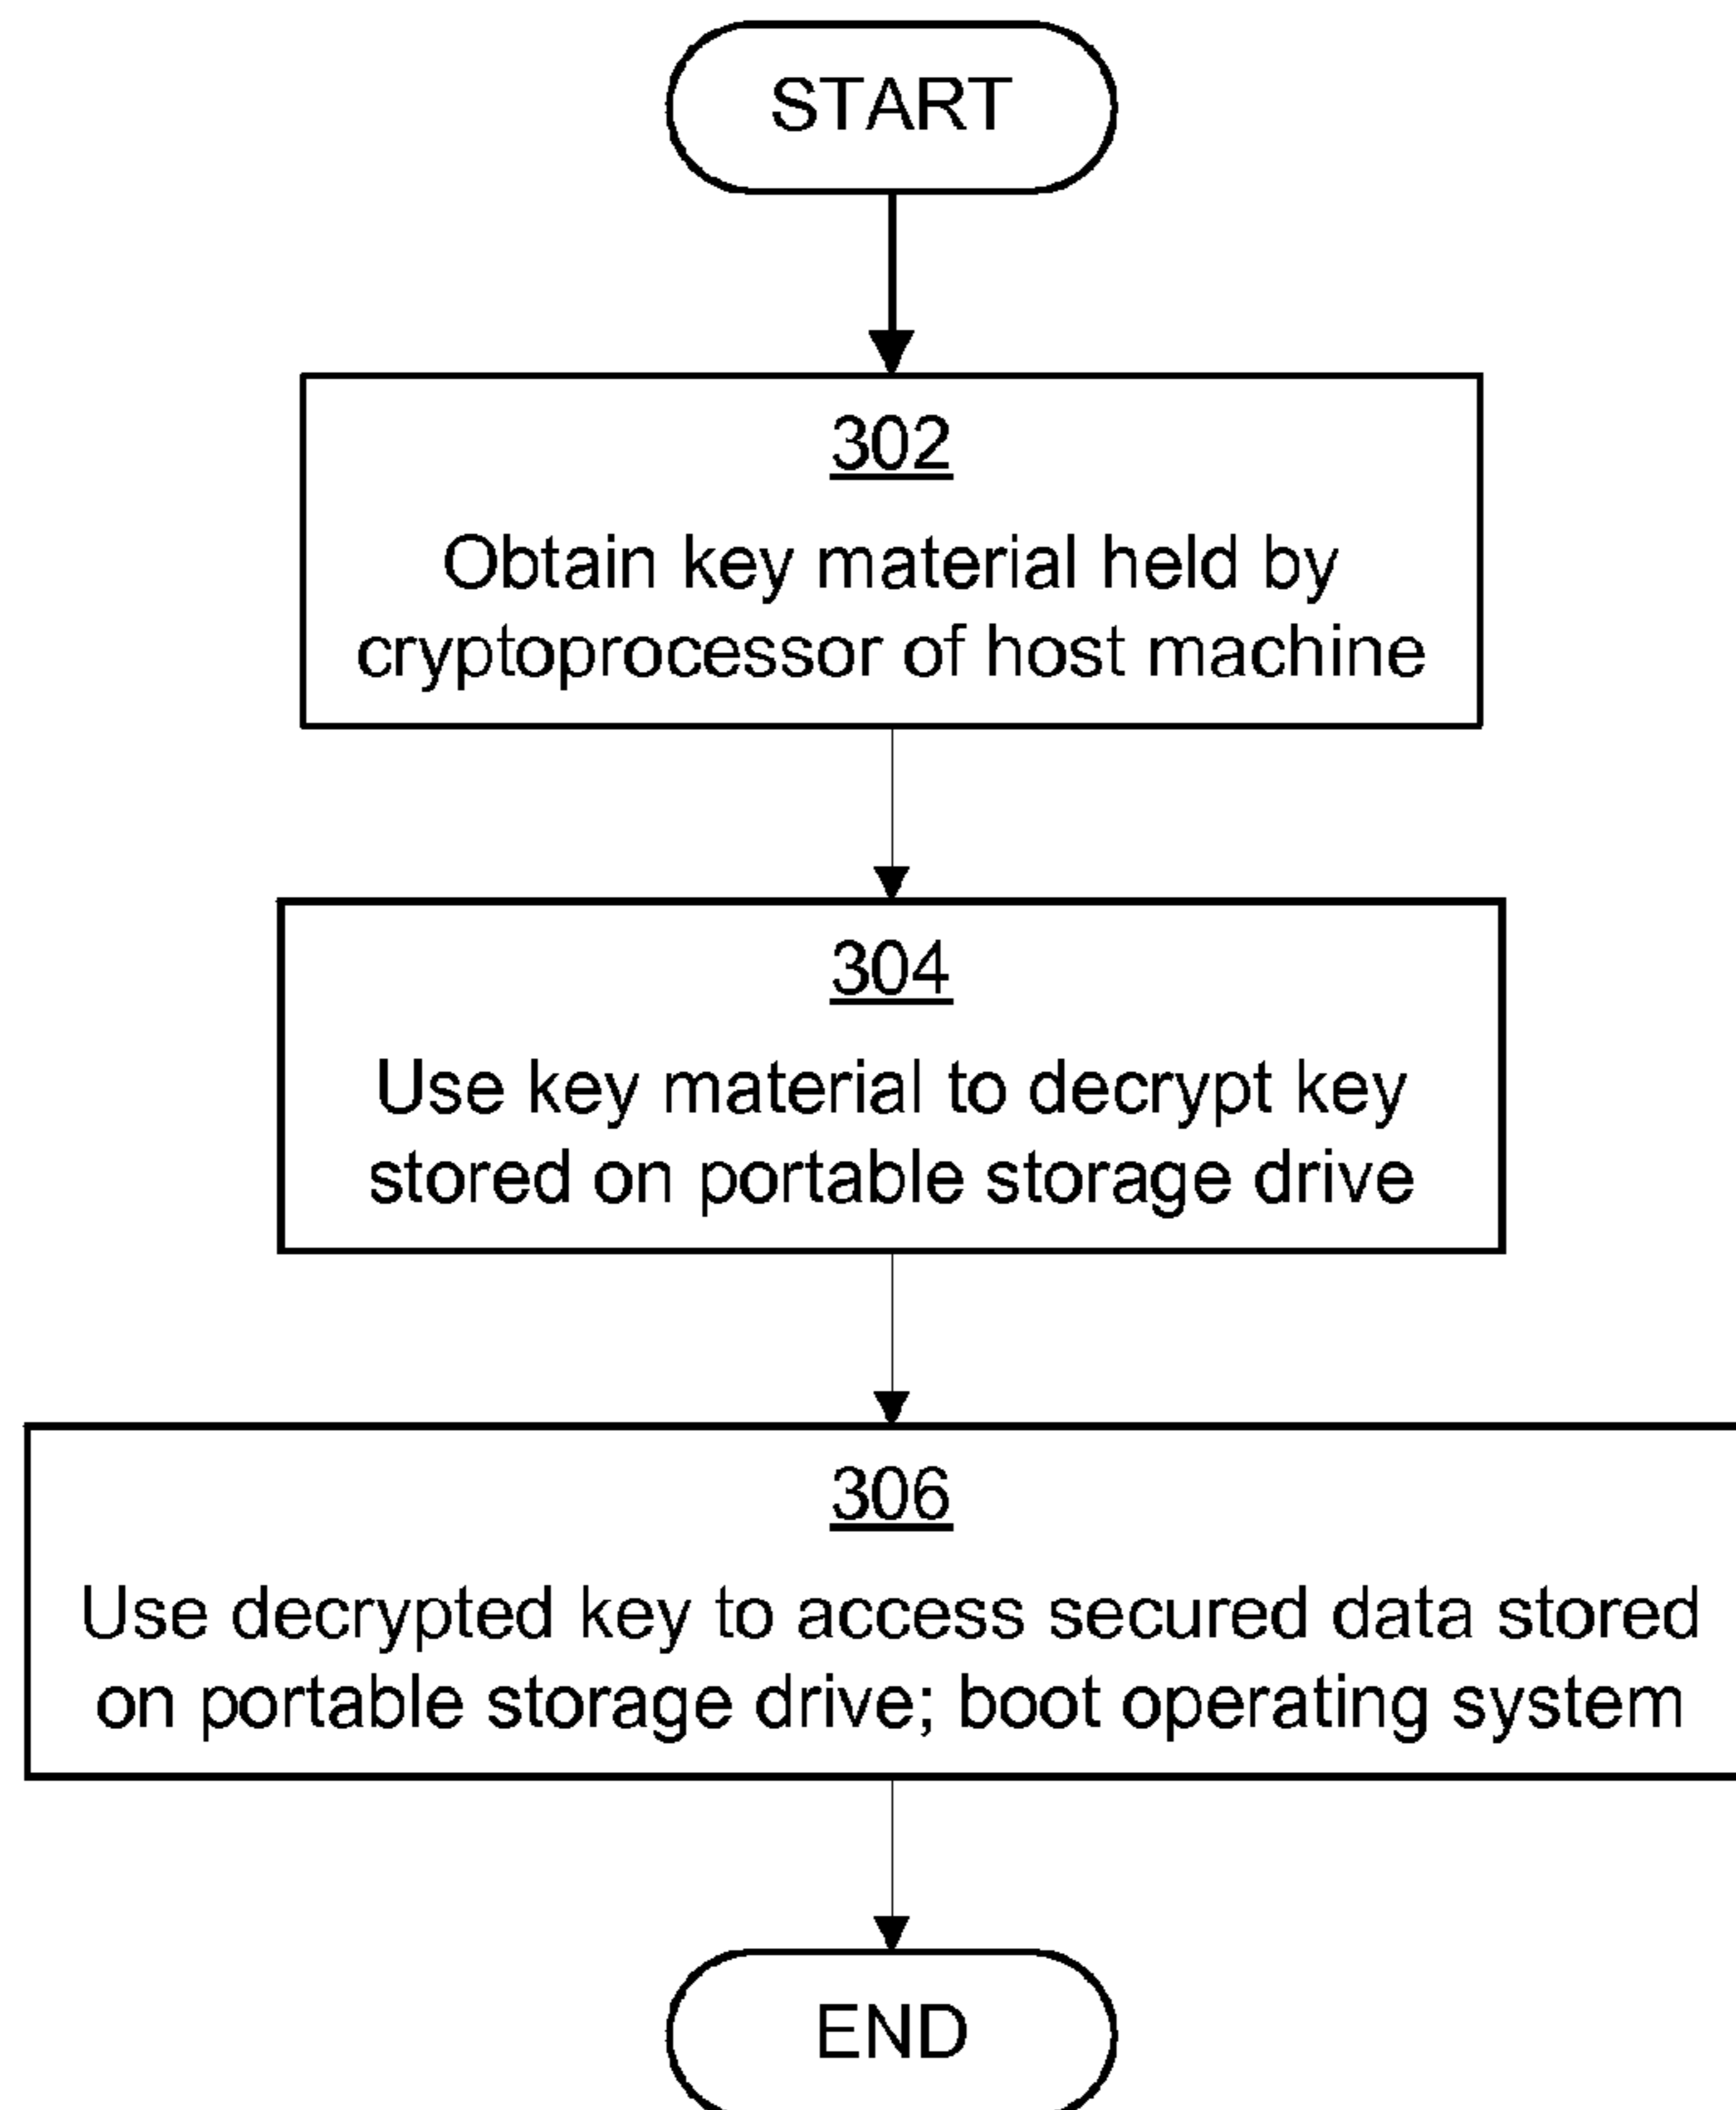 START
302
Obtain key material held by
cryptoprocessor of host machine
304
Use key material to decrypt key
stored on portable storage drive
306
Use decrypted key to access secured data stored
on portable storage drive; boot operating system
END